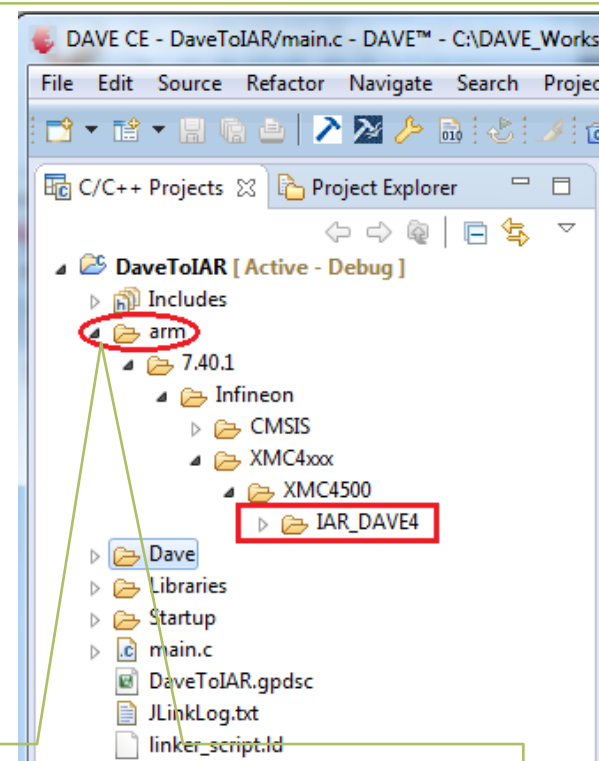 DAVE CE - DaveToIAR/main.c - DAVE™ - C:\DAVE_Works
File Edit Source Refactor Navigate Search Projec
C/C++ Projects Project Explorer
DaveToIAR [ Active - Debug ]
Includes
arm
7.40.1
Infineon
CMSIS
XMC4xxx
XMC4500
IAR_DAVE4
Dave
Libraries
Startup
main.c
DaveToIAR.gpdsc
JLinkLog.txt
linker_script.ld